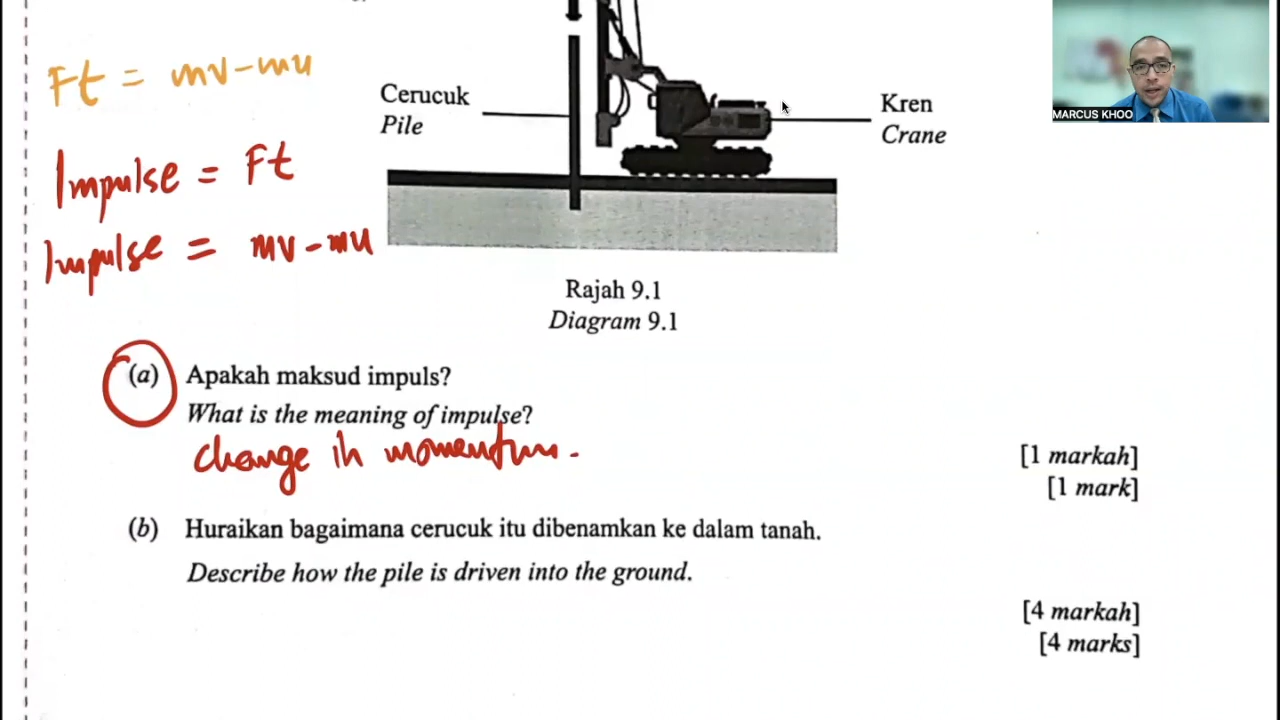 Ft = mv - mu
Impulse = Ft
Impulse = mv - mu
Cerucuk
Pile
Kren
Crane
MARCUS KHOO
Rajah 9.1
Diagram 9.1
(a) Apakah maksud impuls?
What is the meaning of impulse?
change in momentum.
[1 markah]
[1 mark]
(b) Huraikan bagaimana cerucuk itu dibenamkan ke dalam tanah.
Describe how the pile is driven into the ground.
[4 markah]
[4 marks]